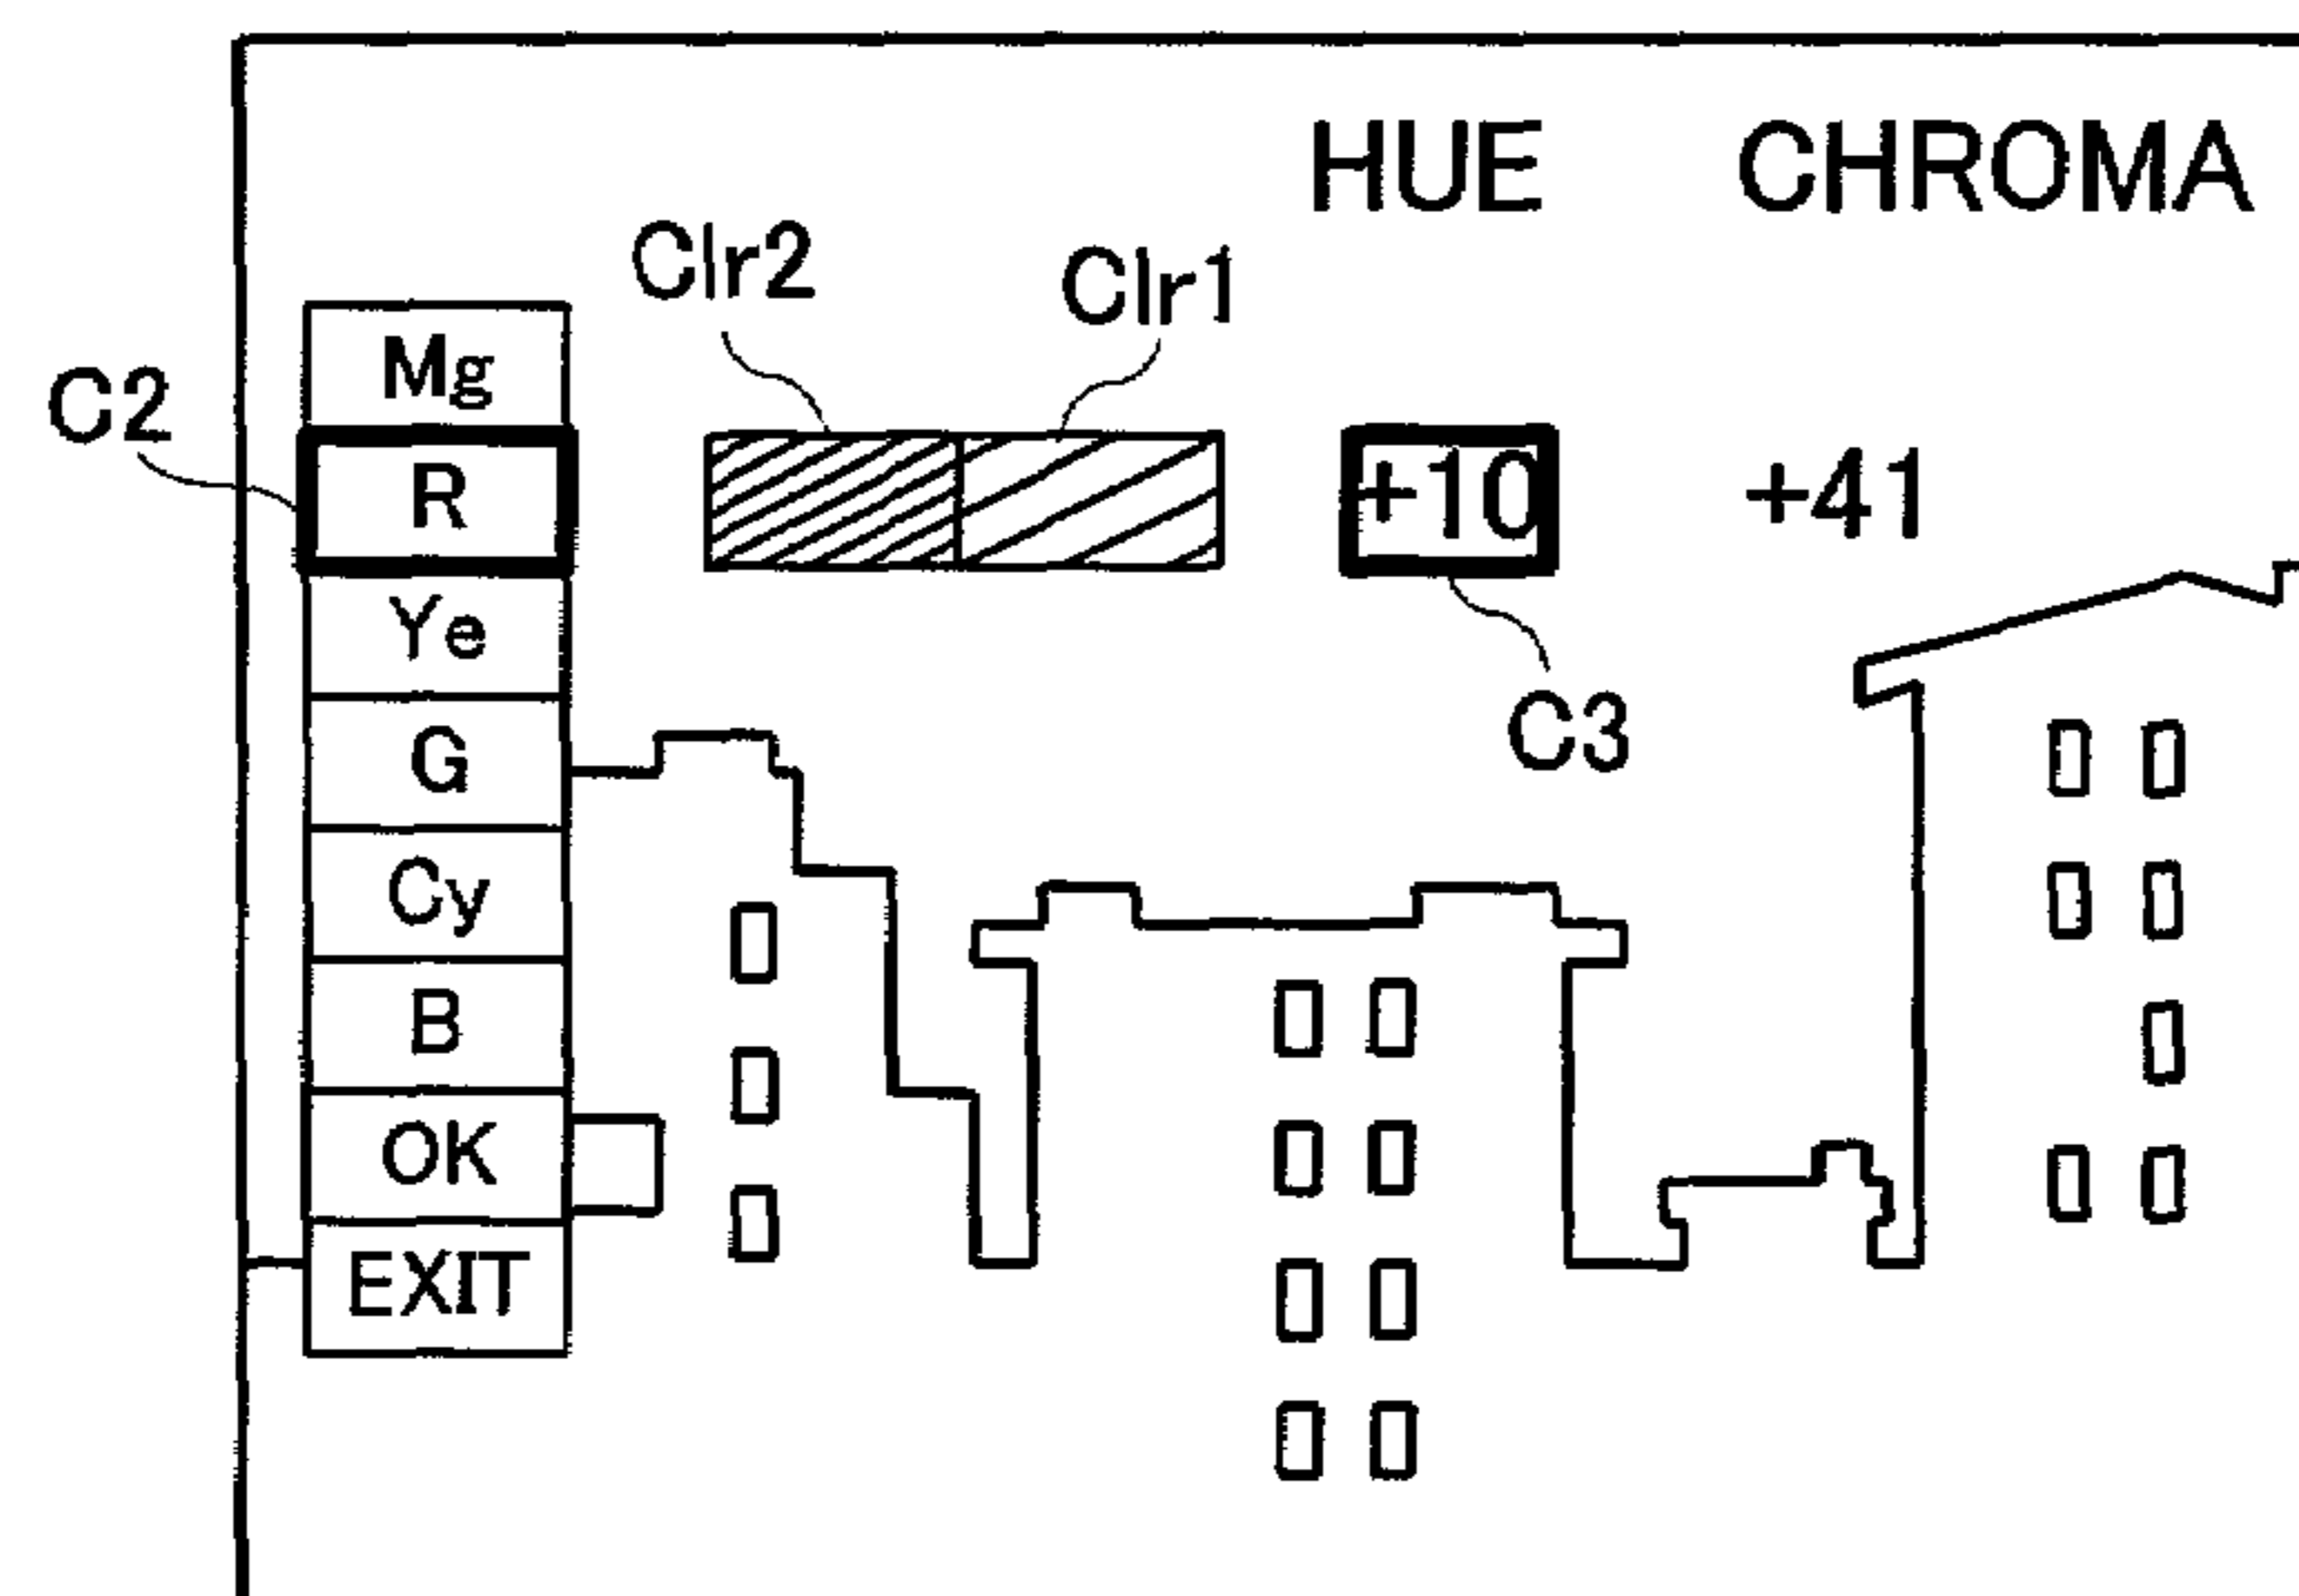 HUE CHROMA
Clr2 Clr1
Mg
C2
R +10 +41
Ye
C3
G
Cy
B
OK
EXIT